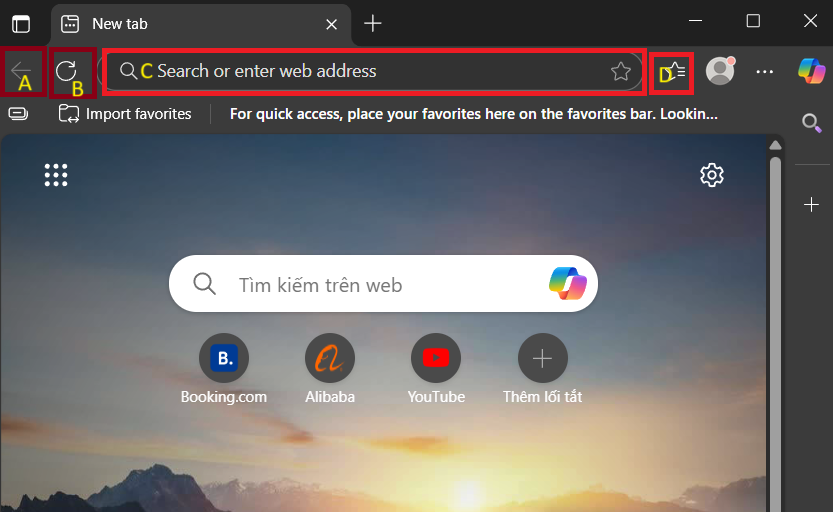 New tab
A
B
C Search or enter web address
D
Import favorites
For quick access, place your favorites here on the favorites bar. Lookin...
Tìm kiếm trên web
B.
Booking.com
Alibaba
YouTube
Thêm lối tắt